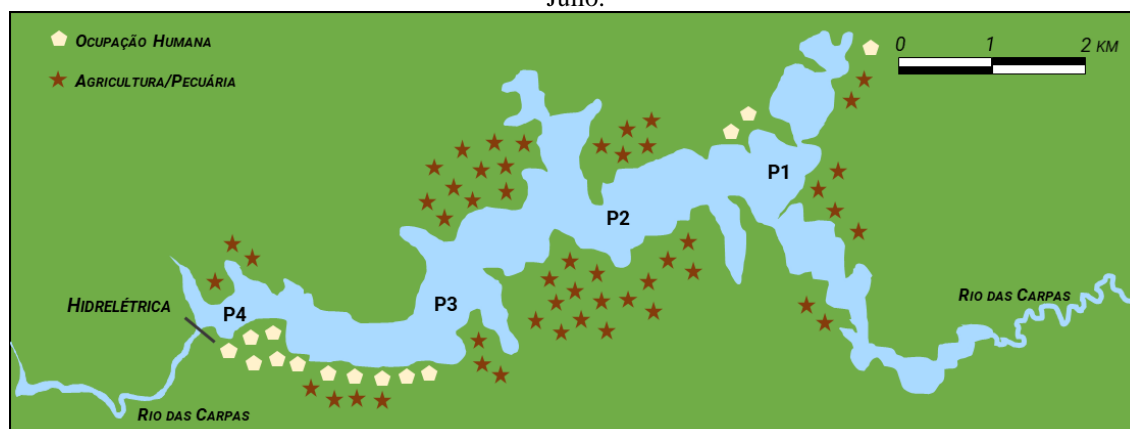 Julho.
Ocupação Humana
Agricultura/Pecuária
0 1 2 km
P1
P2
Rio das Carpas
Hidrelétrica
P3
P4
Rio das Carpas